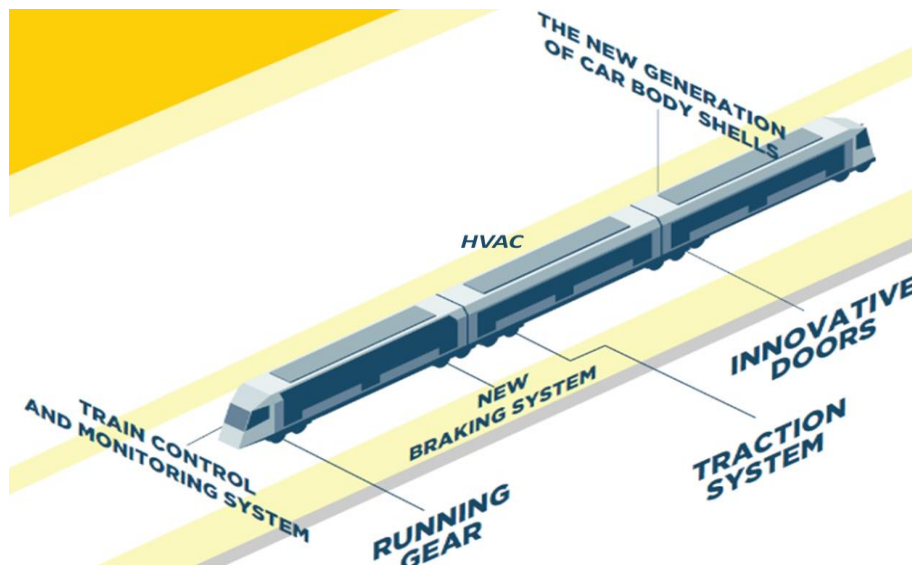 THE NEW GENERATION
OF CAR BODY SHELLS
HVAC
INNOVATIVE
DOORS
NEW
BRAKING SYSTEM
TRACTION
SYSTEM
TRAIN CONTROL
AND MONITORING SYSTEM
RUNNING
GEAR